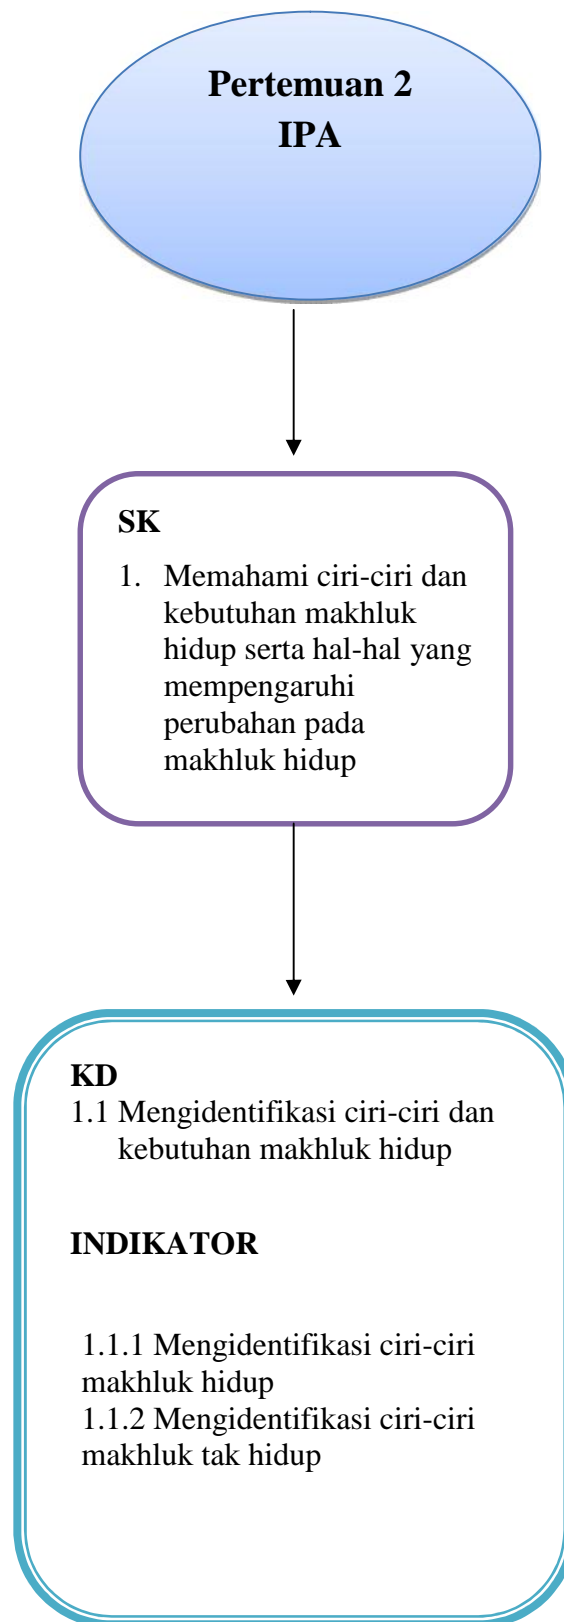 Pertemuan 2
IPA
SK
1. Memahami ciri-ciri dan
kebutuhan makhluk
hidup serta hal-hal yang
mempengaruhi
perubahan pada
makhluk hidup
KD
1.1 Mengidentifikasi ciri-ciri dan
kebutuhan makhluk hidup
INDIKATOR
1.1.1 Mengidentifikasi ciri-ciri
makhluk hidup
1.1.2 Mengidentifikasi ciri-ciri
makhluk tak hidup